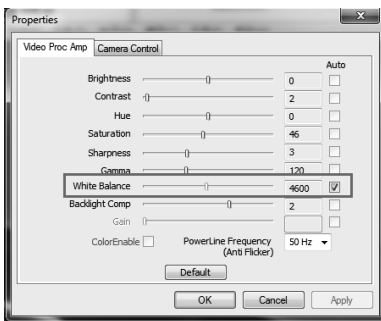 Properties
x
Video Proc Amp Camera Control
Auto
Brightness 0
Contrast 2
Hue 0
Saturation 46
Sharpness 3
Gamma 120
White Balance 4600
Backlight Comp 2
Gain
ColorEnable PowerLine Frequency 50 Hz
(Anti Flicker)
Default
OK Cancel Apply